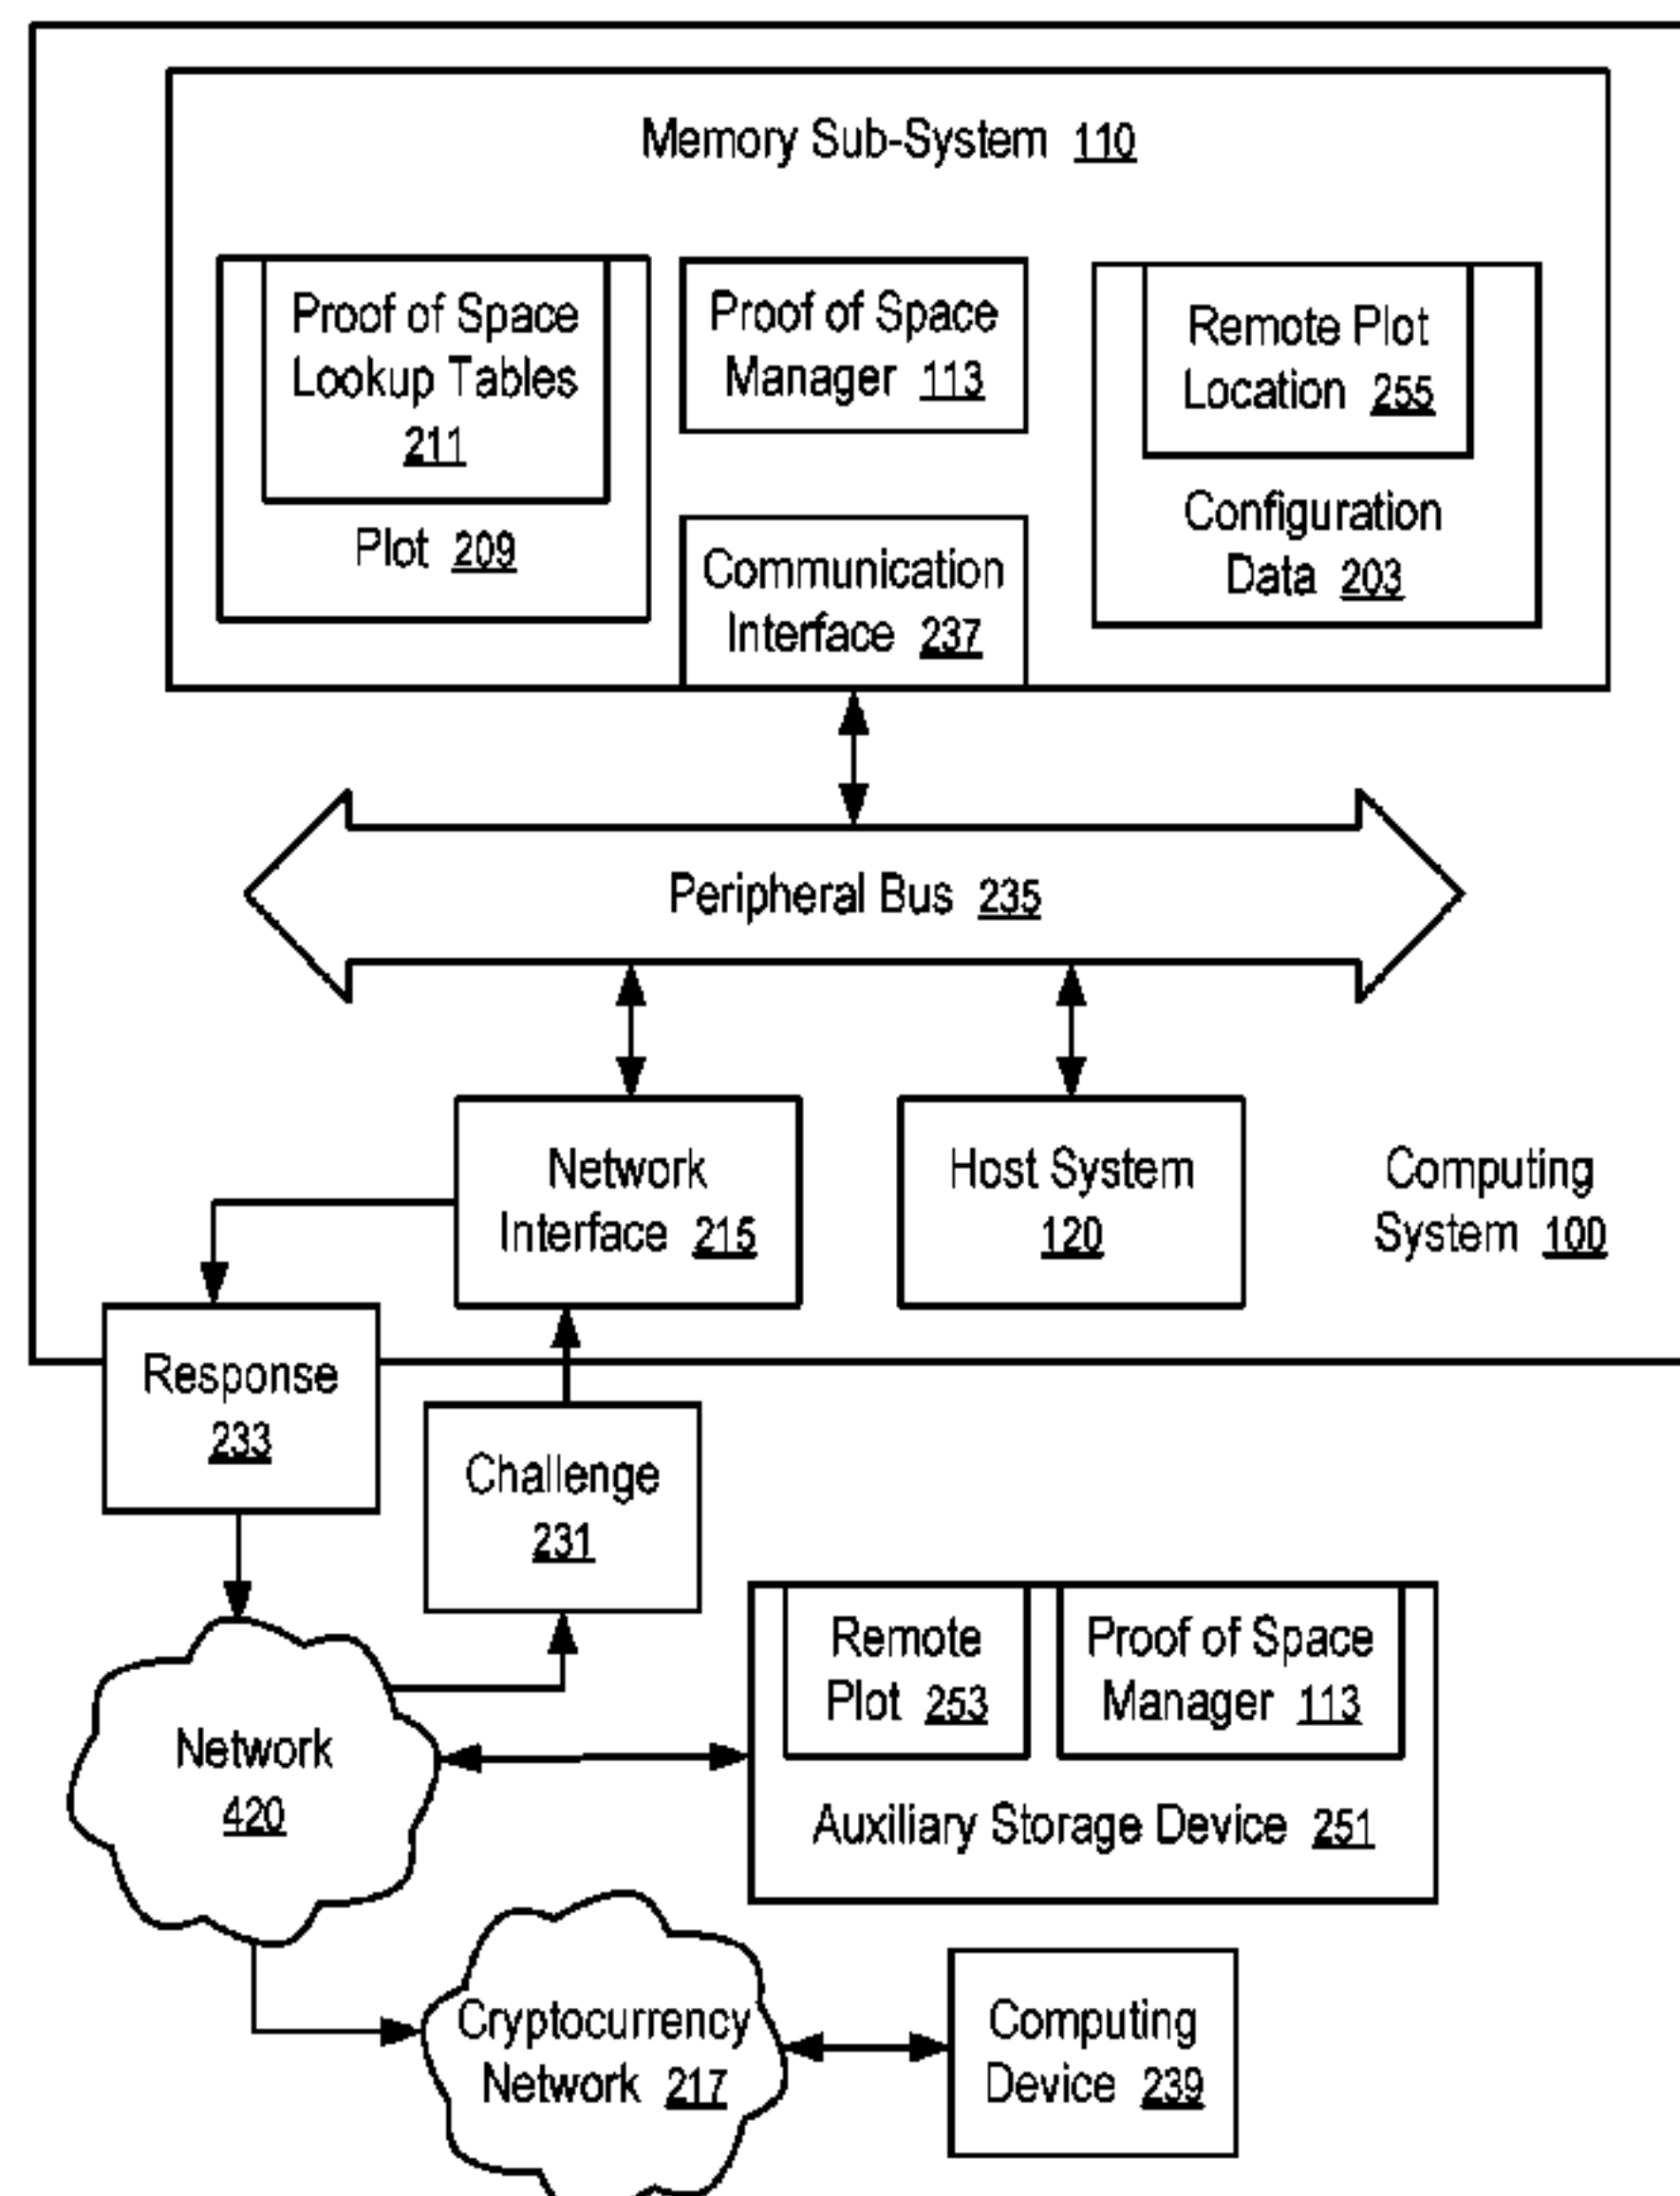 Memory Sub-System 110
Proof of Space
Lookup Tables
211
Plot 209
Proof of Space
Manager 113
Communication
Interface 237
Remote Plot
Location 255
Configuration
Data 203
Peripheral Bus 235
Network
Interface 215
Host System
120
Computing
System 100
Response
233
Challenge
231
Remote
Plot 253
Proof of Space
Manager 113
Auxiliary Storage Device 251
Network
420
Cryptocurrency
Network 217
Computing
Device 239